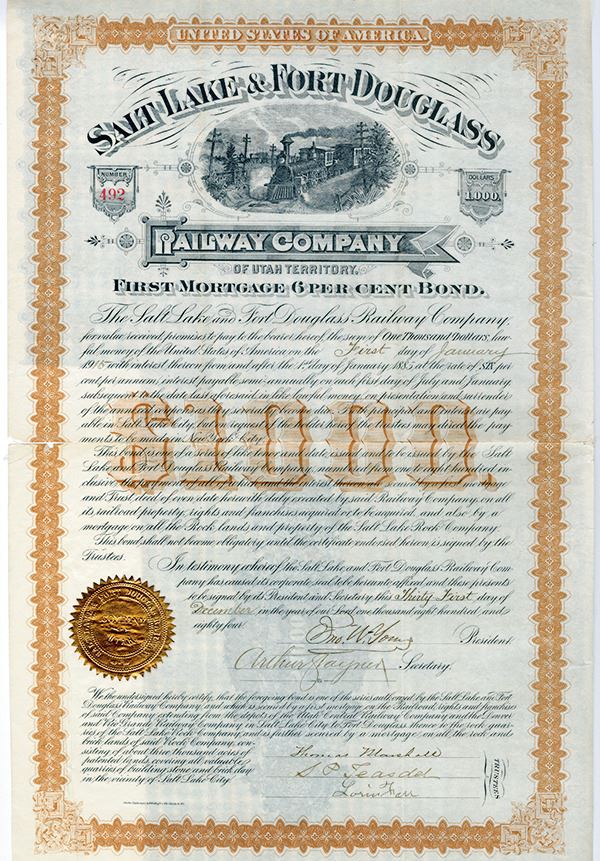 UNITED STATES OF AMERICA.
SALT LAKE & FORT DOUGLASS
NUMBER
492
DOLLARS
1,000.
RAILWAY COMPANY
OF UTAH TERRITORY.
FIRST MORTGAGE 6 PER CENT BOND.
$1000.
The Salt Lake and Fort Douglass Railway Company,
for value received promises to pay to the bearer hereof the sum of ONE THOUSAND DOLLARS, law-
ful money of the United States of America on the First day of January
19 with interest thereon from and after the 1st day of January 1885, at the rate of SIX per
cent per annum, interest payable semi-annually on each first day of July and January
subsequent to the date last aforesaid in the like lawful money, on presentation and surrender
of the annexed coupons as they severally become due. The principal and interest are pay-
able in Salt Lake City, but on request of the holder hereof the Trustees may direct the pay-
ments to be made in New York City.
This bond is one of a series of like tenor and date, issued and to be issued by the Salt
Lake and Fort Douglass Railway Company, numbered from one to eight hundred in-
clusive, the payment of
and Trust deed of even date herewith duly executed by said Railway Company, on all
its railroad property, rights and franchises acquired or to be acquired, and also by a
mortgage on all the Rock lands and property of the Salt Lake Rock Company.
This bond shall not become obligatory until the certificate endorsed hereon is signed by the
Trustees.
In testimony whereof the Salt Lake and Fort Douglass Railway Com-
pany has caused its corporate seal to be hereunto affixed and these presents
to be signed by its President and Secretary, this Thirty First day of
December in the year of our Lord one thousand eight hundred, and
eighty four.
Jno. W. Young President.
Arthur Secretary.
We the undersigned hereby certify, that the foregoing bond is one of the series authorized by the Salt Lake and Fort
Douglass Railway Company, and which is secured by a first mortgage on the Railroad, rights and franchises
of said Company extending from the depots of the Utah Central Railway Company and the Denver
and Rio Grande Railway Company in Salt Lake City to Fort Douglass thence to the rock quar-
ries of the Salt Lake Rock Company, and is further secured by a mortgage on all the rock and
brick lands of said Rock Company, con-
sisting of about three thousand acres of
patented lands, covering all valuable
quarries of building stone and brick clay
in the vicinity of Salt Lake City.
Thomas Marshall
S P Teasdel
Lorin Farr
TRUSTEES